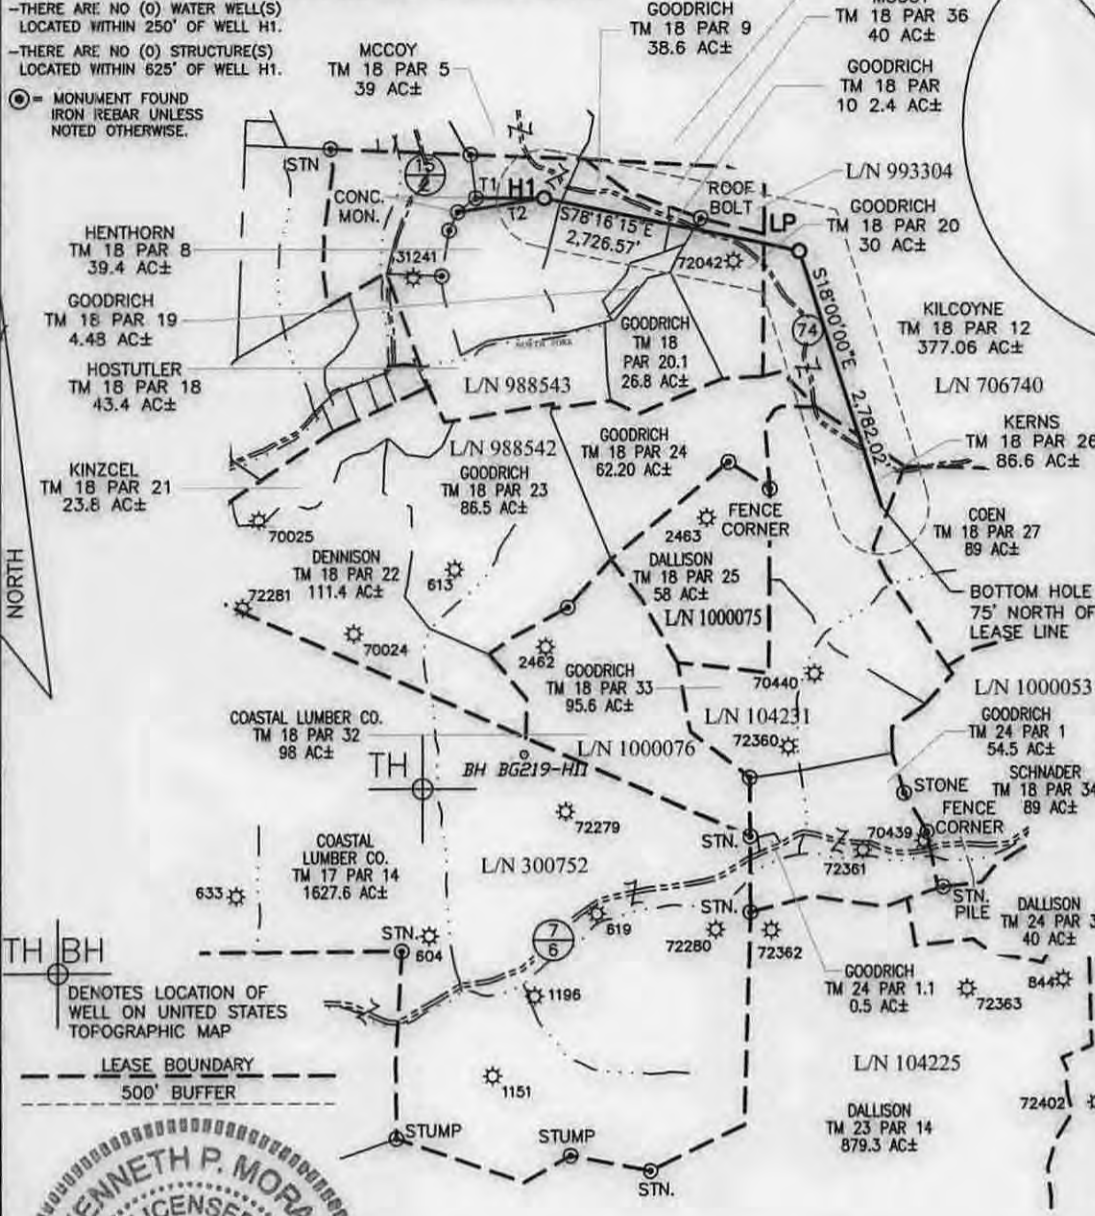 -THERE ARE NO (0) WATER WELL(S)
LOCATED WITHIN 250' OF WELL H1.
-THERE ARE NO (0) STRUCTURE(S)
LOCATED WITHIN 625' OF WELL H1.
= MONUMENT FOUND
IRON REBAR UNLESS
NOTED OTHERWISE.
MCCOY
TM 18 PAR 5
39 AC±
GOODRICH
TM 18 PAR 9
38.6 AC±
TM 18 PAR 36
40 AC±
GOODRICH
TM 18 PAR
10 2.4 AC±
L/N 993304
GOODRICH
TM 18 PAR 20
30 AC±
STN
15
2
CONC.
MON.
T1
H1
T2
S78°16'15"E
2,726.57'
ROOF
BOLT
LP
HENTHORN
TM 18 PAR 8
39.4 AC±
31241
72042
GOODRICH
TM 18 PAR 19
4.48 AC±
HOSTUTLER
TM 18 PAR 18
43.4 AC±
NORTH FORK
GOODRICH
TM 18
PAR 20.1
26.8 AC±
74
S18°00'00"E
2,782.02'
KILCOYNE
TM 18 PAR 12
377.06 AC±
L/N 706740
L/N 988543
L/N 988542
KERNS
TM 18 PAR 26
86.6 AC±
KINZCEL
TM 18 PAR 21
23.8 AC±
GOODRICH
TM 18 PAR 23
86.5 AC±
GOODRICH
TM 18 PAR 24
62.20 AC±
FENCE
CORNER
2463
COEN
TM 18 PAR 27
89 AC±
70025
DENNISON
TM 18 PAR 22
111.4 AC±
613
DALLISON
TM 18 PAR 25
58 AC±
L/N 1000075
BOTTOM HOLE
75' NORTH OF
LEASE LINE
NORTH
72281
70024
2462
GOODRICH
TM 18 PAR 33
95.6 AC±
70440
L/N 1000053
COASTAL LUMBER CO.
TM 18 PAR 32
98 AC±
L/N 104231
72360
GOODRICH
TM 24 PAR 1
54.5 AC±
L/N 1000076
TH
BH BG219-H11
STONE
SCHNADER
TM 18 PAR 34
89 AC±
FENCE
CORNER
72279
70439
STN.
72361
COASTAL
LUMBER CO.
TM 17 PAR 14
1627.6 AC±
L/N 300752
633
STN.
PILE
DALLISON
TM 24 PAR 3
40 AC±
TH BH
STN.
604
7
6
619
STN.
72280
72362
GOODRICH
TM 24 PAR 1.1
0.5 AC±
72363
844
DENOTES LOCATION OF
WELL ON UNITED STATES
TOPOGRAPHIC MAP
1196
LEASE BOUNDARY
500' BUFFER
1151
L/N 104225
DALLISON
TM 23 PAR 14
879.3 AC±
72402
STUMP
STUMP
STN.
KENNETH P. MORA
LICENSED